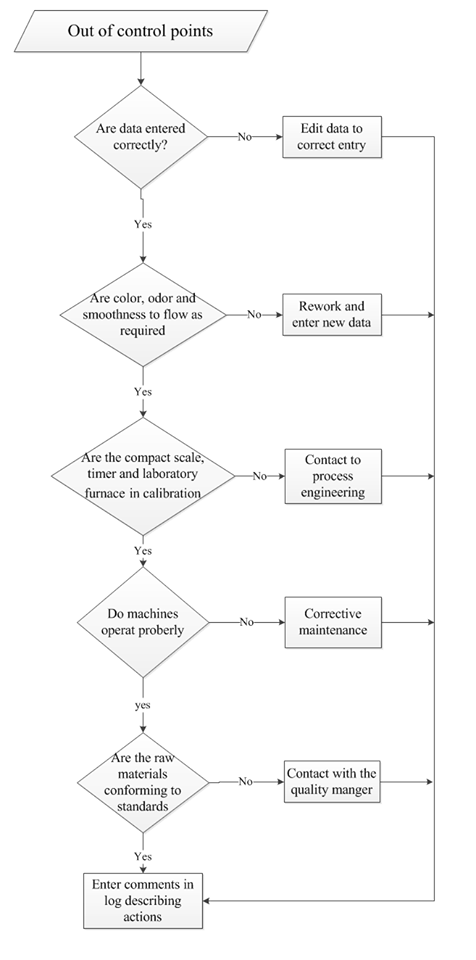 Out of control points
Are data entered
correctly?
No
Edit data to
correct entry
Yes
Are color, odor and
smoothness to flow as
required
No
Rework and
enter new data
Yes
Are the compact scale,
timer and laboratory
furnace in calibration
No
Contact to
process
engineering
Yes
Do machines
operat proberly
No
Corrective
maintenance
yes
Are the raw
materials
conforming to
standards
No
Contact with the
quality manger
Yes
Enter comments in
log describing
actions